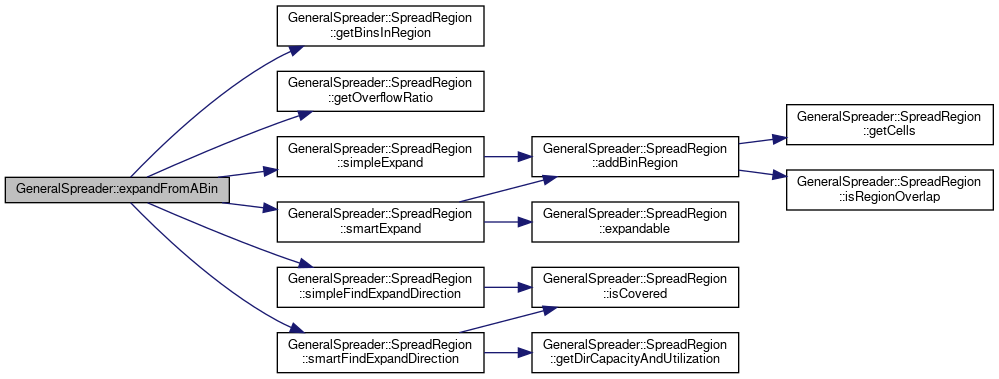 GeneralSpreader::expandFromABin
GeneralSpreader::SpreadRegion
::getBinsInRegion
GeneralSpreader::SpreadRegion
::getOverflowRatio
GeneralSpreader::SpreadRegion
::simpleExpand
GeneralSpreader::SpreadRegion
::smartExpand
GeneralSpreader::SpreadRegion
::simpleFindExpandDirection
GeneralSpreader::SpreadRegion
::smartFindExpandDirection
GeneralSpreader::SpreadRegion
::addBinRegion
GeneralSpreader::SpreadRegion
::expandable
GeneralSpreader::SpreadRegion
::isCovered
GeneralSpreader::SpreadRegion
::getDirCapacityAndUtilization
GeneralSpreader::SpreadRegion
::getCells
GeneralSpreader::SpreadRegion
::isRegionOverlap